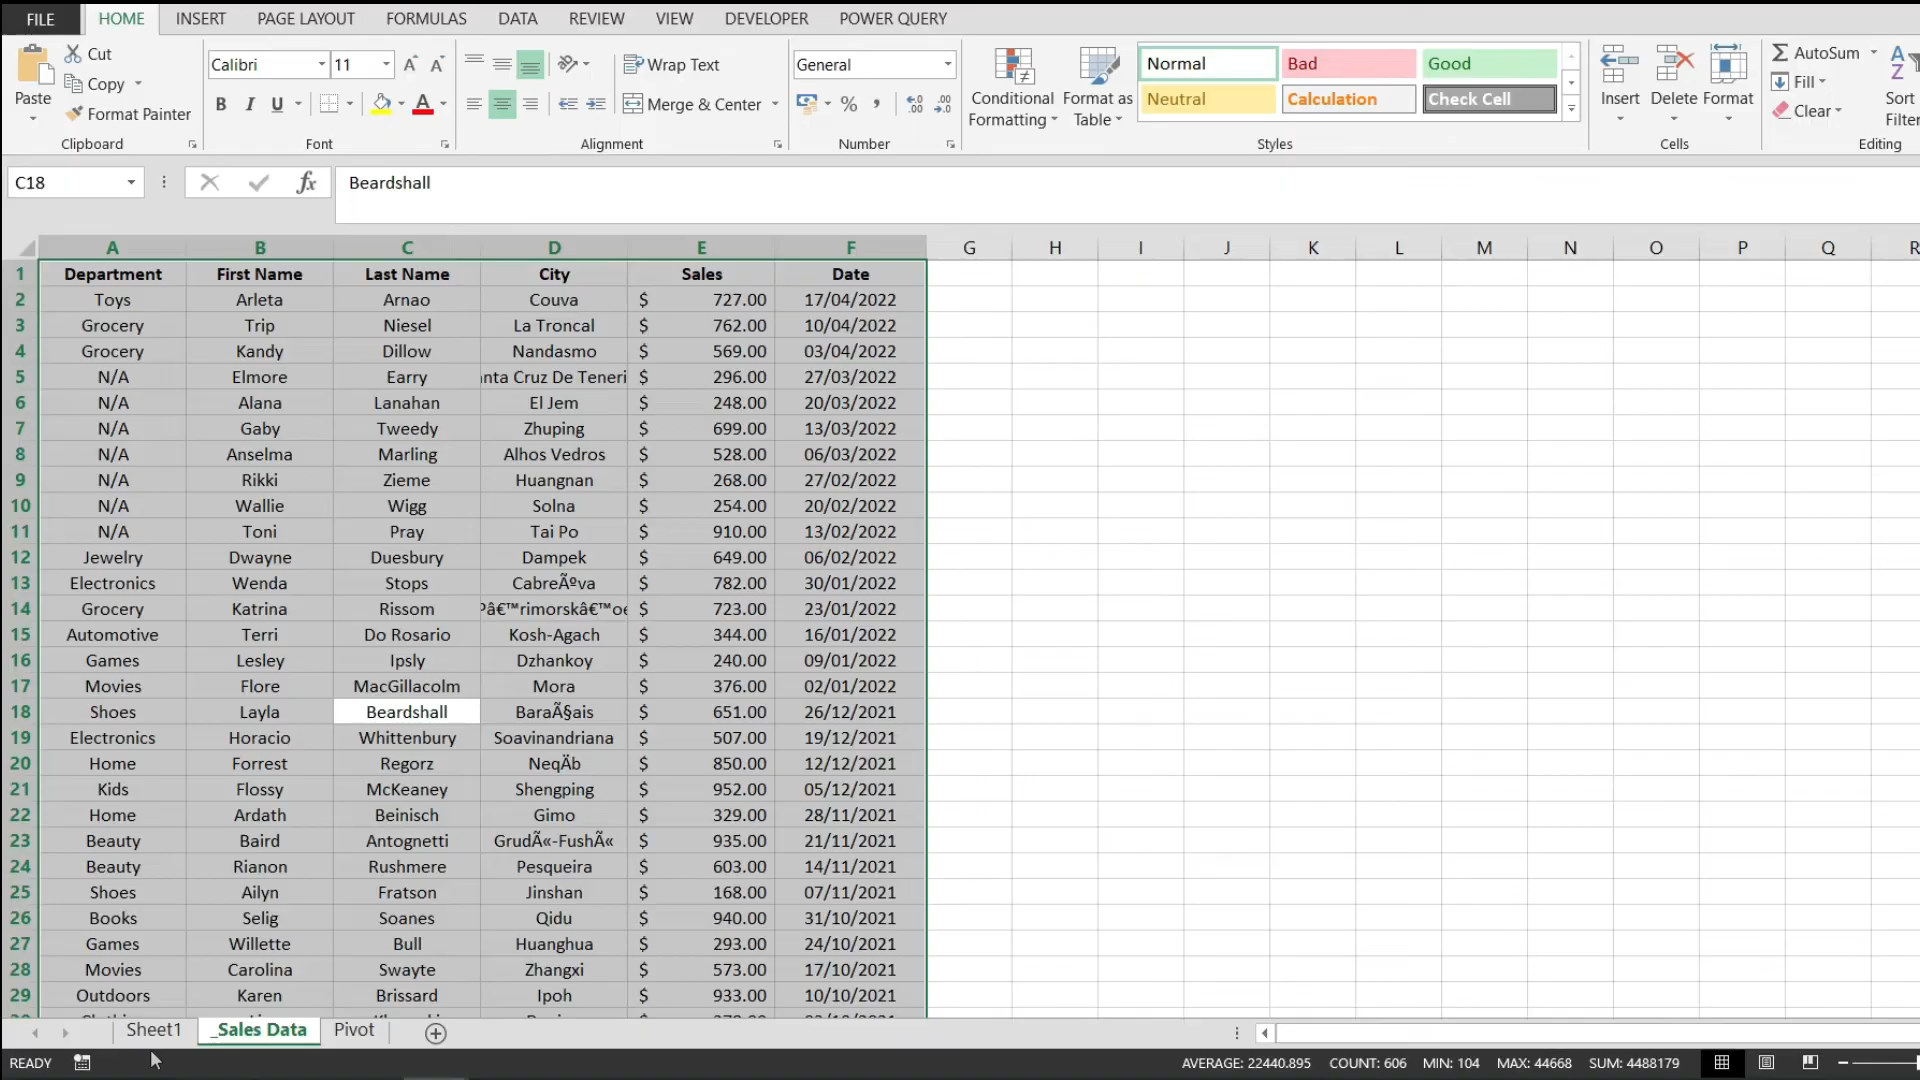 FILE HOME INSERT PAGE LAYOUT FORMULAS DATA REVIEW VIEW DEVELOPER POWER QUERY
Paste
Cut
Copy
Format Painter
Clipboard
Calibri 11
B I U
Font
Wrap Text
Merge & Center
Alignment
General
%
Number
Conditional Formatting
Format as Table
Normal Bad Good
Neutral Calculation Check Cell
Styles
Insert Delete Format
Cells
AutoSum
Fill
Clear
Sort
Filter
Editing
C18 fx Beardshall
A B C D E F G H I J K L M N O P Q R
1 Department First Name Last Name City Sales Date
2 Toys Arleta Arnao Couva $ 727.00 17/04/2022
3 Grocery Trip Niesel La Troncal $ 762.00 10/04/2022
4 Grocery Kandy Dillow Nandasmo $ 569.00 03/04/2022
5 N/A Elmore Earry nta Cruz De Teneri $ 296.00 27/03/2022
6 N/A Alana Lanahan El Jem $ 248.00 20/03/2022
7 N/A Gaby Tweedy Zhuping $ 699.00 13/03/2022
8 N/A Anselma Marling Alhos Vedros $ 528.00 06/03/2022
9 N/A Rikki Zieme Huangnan $ 268.00 27/02/2022
10 N/A Wallie Wigg Solna $ 254.00 20/02/2022
11 N/A Toni Pray Tai Po $ 910.00 13/02/2022
12 Jewelry Dwayne Duesbury Dampek $ 649.00 06/02/2022
13 Electronics Wenda Stops CabreÃºva $ 782.00 30/01/2022
14 Grocery Katrina Rissom Pâ€™rimorskâ€™oe $ 723.00 23/01/2022
15 Automotive Terri Do Rosario Kosh-Agach $ 344.00 16/01/2022
16 Games Lesley Ipsly Dzhankoy $ 240.00 09/01/2022
17 Movies Flore MacGillacolm Mora $ 376.00 02/01/2022
18 Shoes Layla Beardshall BaraÃ§ais $ 651.00 26/12/2021
19 Electronics Horacio Whittenbury Soavinandriana $ 507.00 19/12/2021
20 Home Forrest Regorz NeqÄb $ 850.00 12/12/2021
21 Kids Flossy McKeaney Shengping $ 952.00 05/12/2021
22 Home Ardath Beinisch Gimo $ 329.00 28/11/2021
23 Beauty Baird Antognetti GrudÃ«-FushÃ« $ 935.00 21/11/2021
24 Beauty Rianon Rushmere Pesqueira $ 603.00 14/11/2021
25 Shoes Ailyn Fratson Jinshan $ 168.00 07/11/2021
26 Books Selig Soanes Qidu $ 940.00 31/10/2021
27 Games Willette Bull Huanghua $ 293.00 24/10/2021
28 Movies Carolina Swayte Zhangxi $ 573.00 17/10/2021
29 Outdoors Karen Brissard Ipoh $ 933.00 10/10/2021
Sheet1 _Sales Data Pivot
READY AVERAGE: 22440.895 COUNT: 606 MIN: 104 MAX: 44668 SUM: 4488179